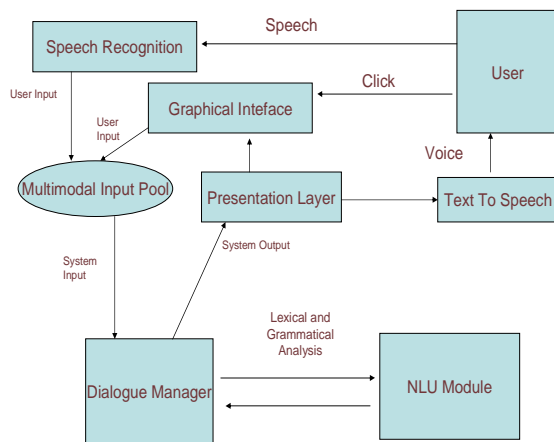 Speech
Speech Recognition
User
Click
User Input
Graphical Inteface
User
Input
Voice
Multimodal Input Pool
Presentation Layer
Text To Speech
System Output
System
Input
Lexical and
Grammatical
Analysis
Dialogue Manager
NLU Module